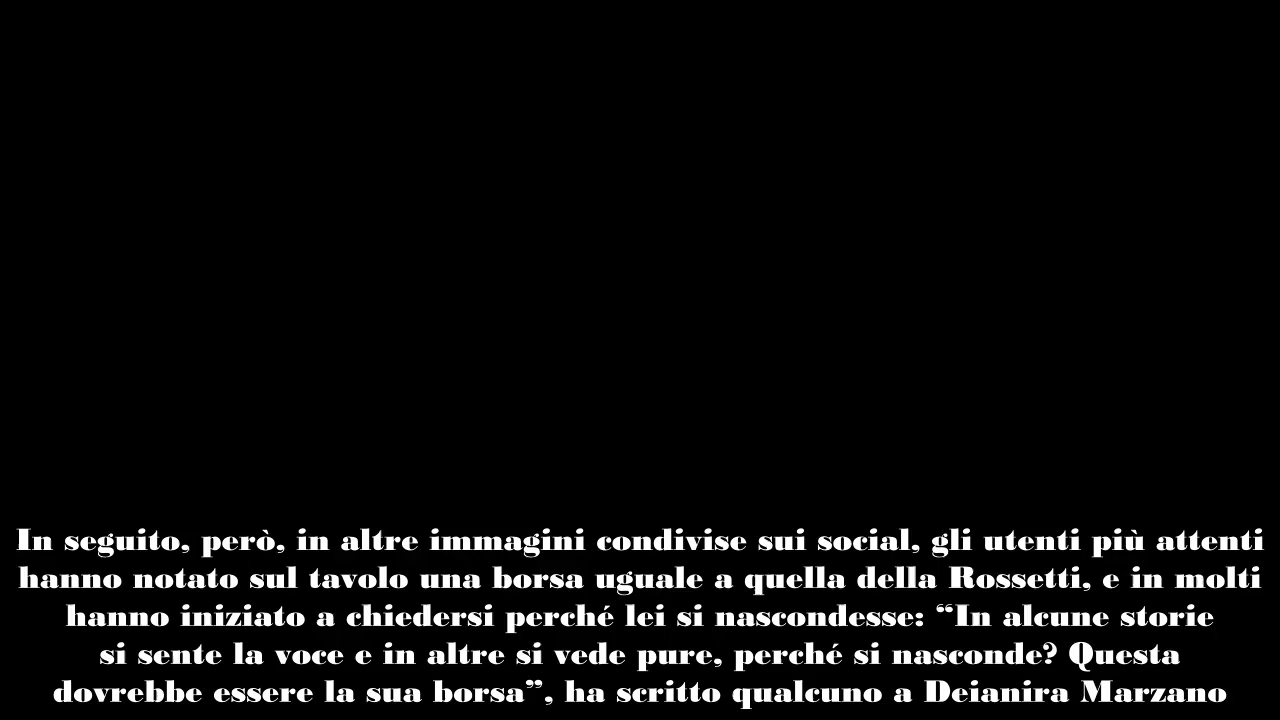 In seguito, però, in altre immagini condivise sui social, gli utenti più attenti
hanno notato sul tavolo una borsa uguale a quella della Rossetti, e in molti
hanno iniziato a chiedersi perché lei si nascondesse: “In alcune storie
si sente la voce e in altre si vede pure, perché si nasconde? Questa
dovrebbe essere la sua borsa”, ha scritto qualcuno a Deianira Marzano